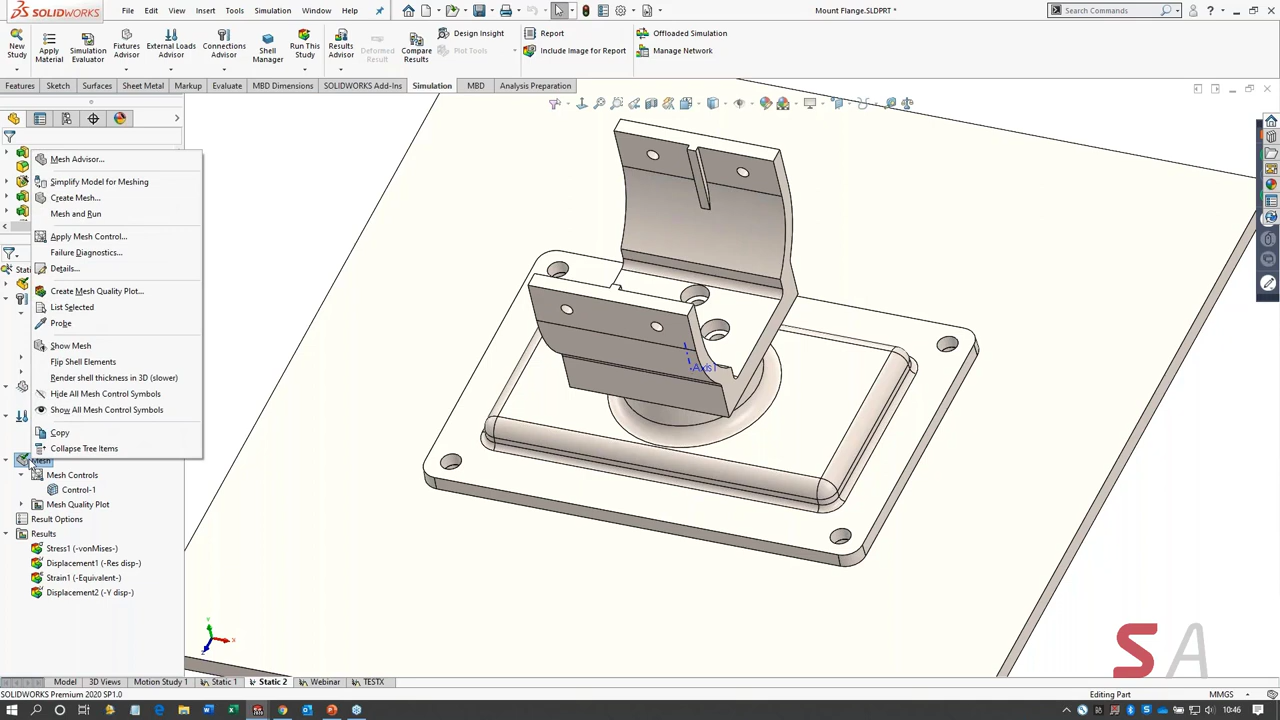 SOLIDWORKS
File Edit View Insert Tools Simulation Window Help
Mount Flange.SLDPRT *
Search Commands
New Study
Apply Material
Simulation Evaluator
Fixtures Advisor
External Loads Advisor
Connections Advisor
Shell Manager
Run This Study
Results Advisor
Deformed Result
Compare Results
Design Insight
Plot Tools
Report
Include Image for Report
Offloaded Simulation
Manage Network
Features Sketch Surfaces Sheet Metal Markup Evaluate MBD Dimensions SOLIDWORKS Add-Ins Simulation MBD Analysis Preparation
Mesh Advisor...
Simplify Model for Meshing
Create Mesh...
Mesh and Run
Apply Mesh Control...
Failure Diagnostics...
Details...
Create Mesh Quality Plot...
List Selected
Probe
Show Mesh
Flip Shell Elements
Render shell thickness in 3D (slower)
Hide All Mesh Control Symbols
Show All Mesh Control Symbols
Copy
Collapse Tree Items
Mesh
Mesh Controls
Control-1
Mesh Quality Plot
Result Options
Results
Stress1 (-vonMises-)
Displacement1 (-Res disp-)
Strain1 (-Equivalent-)
Displacement2 (-Y disp-)
Axis1
SA
Model 3D Views Motion Study 1 Static 1 Static 2 Webinar TESTX
SOLIDWORKS Premium 2020 SP1.0
Editing Part
MMGS
10:46